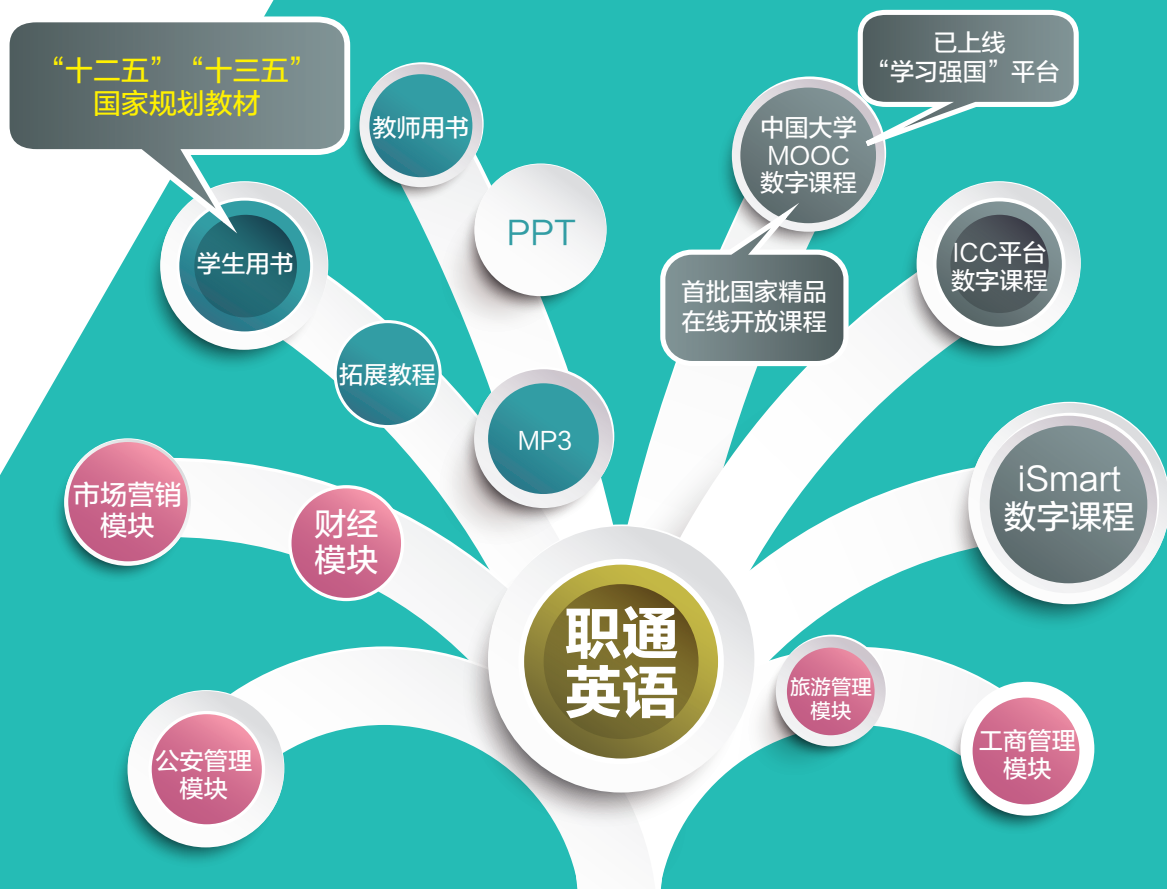 “十二五” “十三五”
国家规划教材
已上线
“学习强国”平台
教师用书
中国大学
MOOC
数字课程
PPT
学生用书
ICC平台
数字课程
首批国家精品
在线开放课程
拓展教程
MP3
市场营销
模块
财经
模块
iSmart
数字课程
职通
英语
旅游管理
模块
公安管理
模块
工商管理
模块